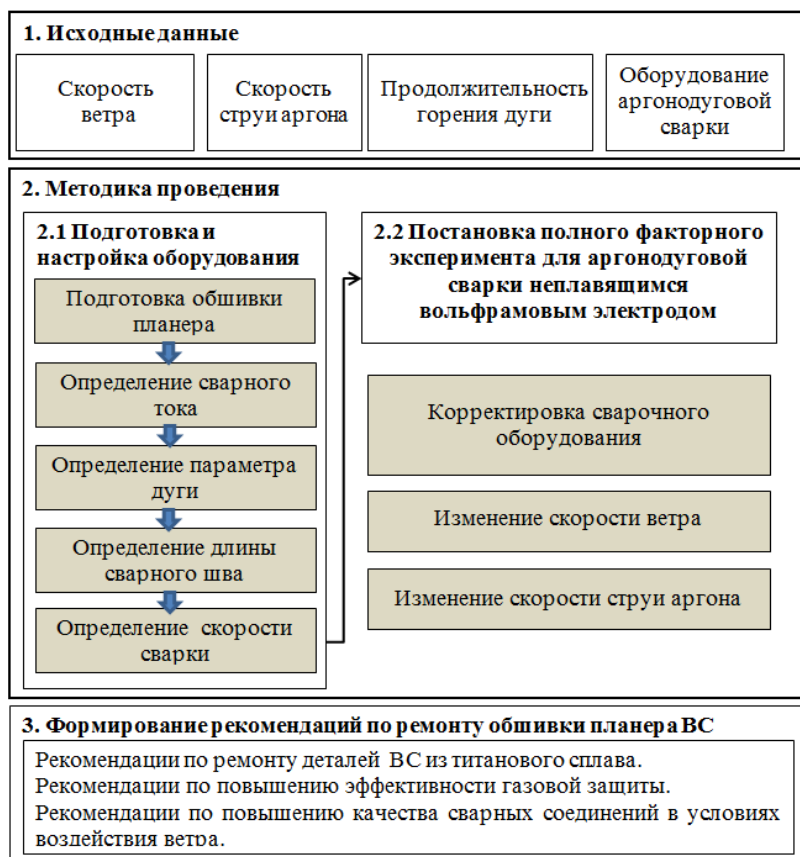 1. Исходные данные
Скорость
ветра
Скорость
струи аргона
Продолжительность
горения дуги
Оборудование
аргонодуговой
сварки
2. Методика проведения
2.1 Подготовка и
настройка оборудования
Подготовка обшивки
планера
Определение сварного
тока
Определение параметра
дуги
Определение длины
сварного шва
Определение скорости
сварки
2.2 Постановка полного факторного
эксперимента для аргонодуговой
сварки неплавящимся
вольфрамовым электродом
Корректировка сварочного
оборудования
Изменение скорости ветра
Изменение скорости струи аргона
3. Формирование рекомендаций по ремонту обшивки планера ВС
Рекомендации по ремонту деталей ВС из титанового сплава.
Рекомендации по повышению эффективности газовой защиты.
Рекомендации по повышению качества сварных соединений в условиях
воздействия ветра.